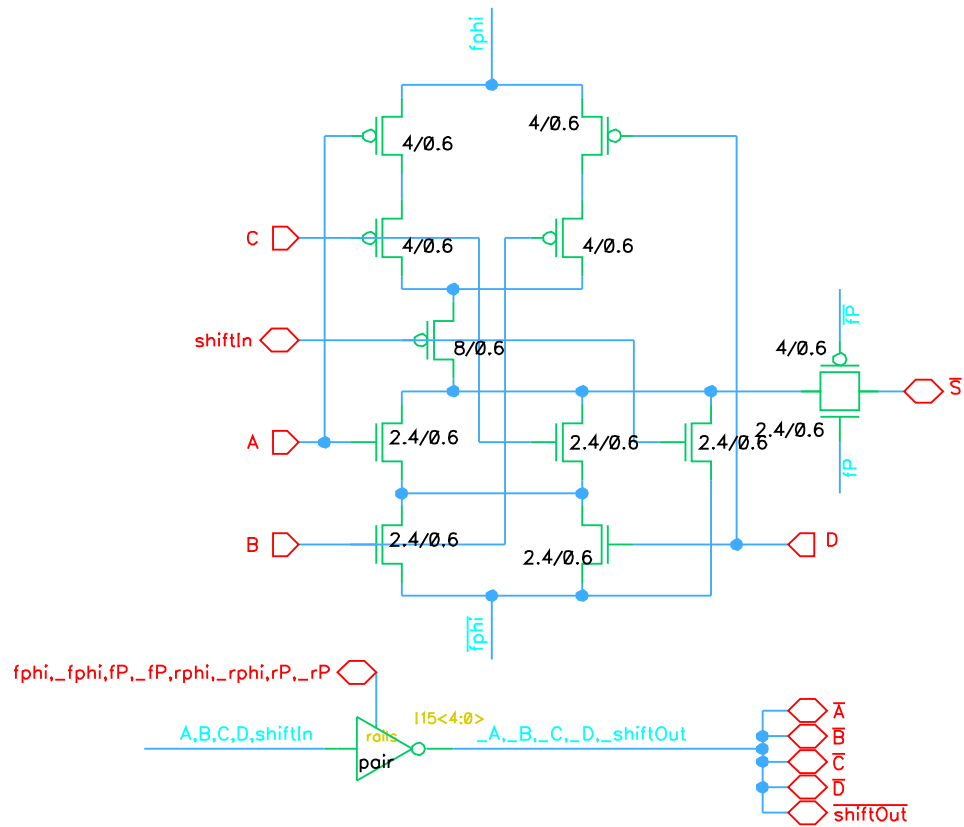 fphi
4/0.6
4/0.6
C
4/0.6
4/0.6
shiftIn
8/0.6
fP
4/0.6
S
A
2.4/0.6
2.4/0.6
2.4/0.6
2.4/0.6
fP
B
2.4/0.6
2.4/0.6
D
fphi
fphi,_fphi,fP,_fP,rphi,_rphi,rP,_rP
A,B,C,D,shiftIn
I15<4:0>
rails
pair
_A,_B,_C,_D,_shiftOut
A
B
C
D
shiftOut